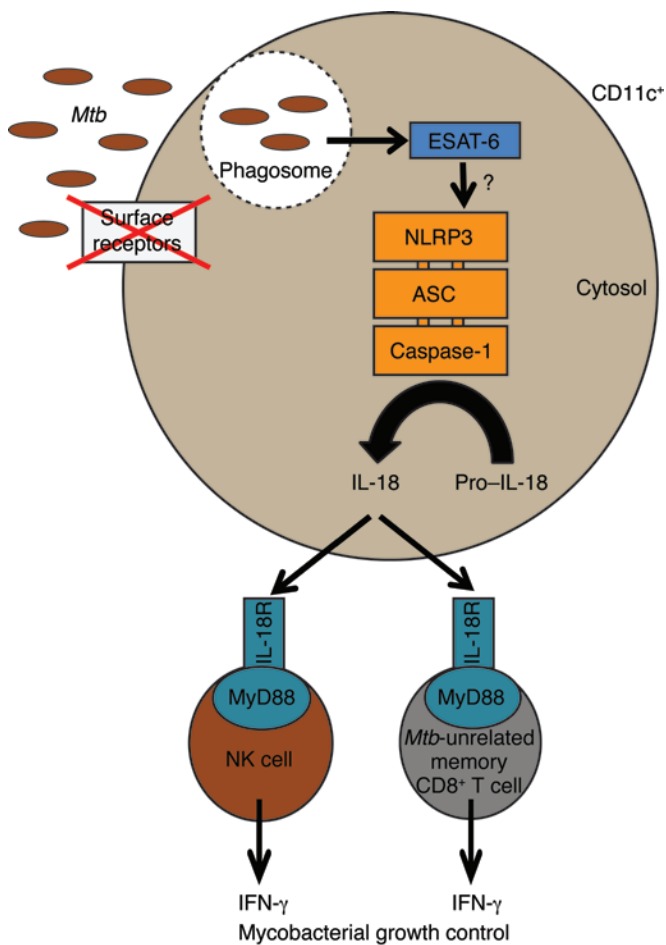 Mtb
Phagosome
ESAT-6
CD11c⁺
?
Surface
receptors
NLRP3
ASC
Cytosol
Caspase-1
IL-18
Pro–IL-18
IL-18R
IL-18R
MyD88
MyD88
NK cell
Mtb-unrelated
memory
CD8⁺ T cell
IFN-γ
IFN-γ
Mycobacterial growth control